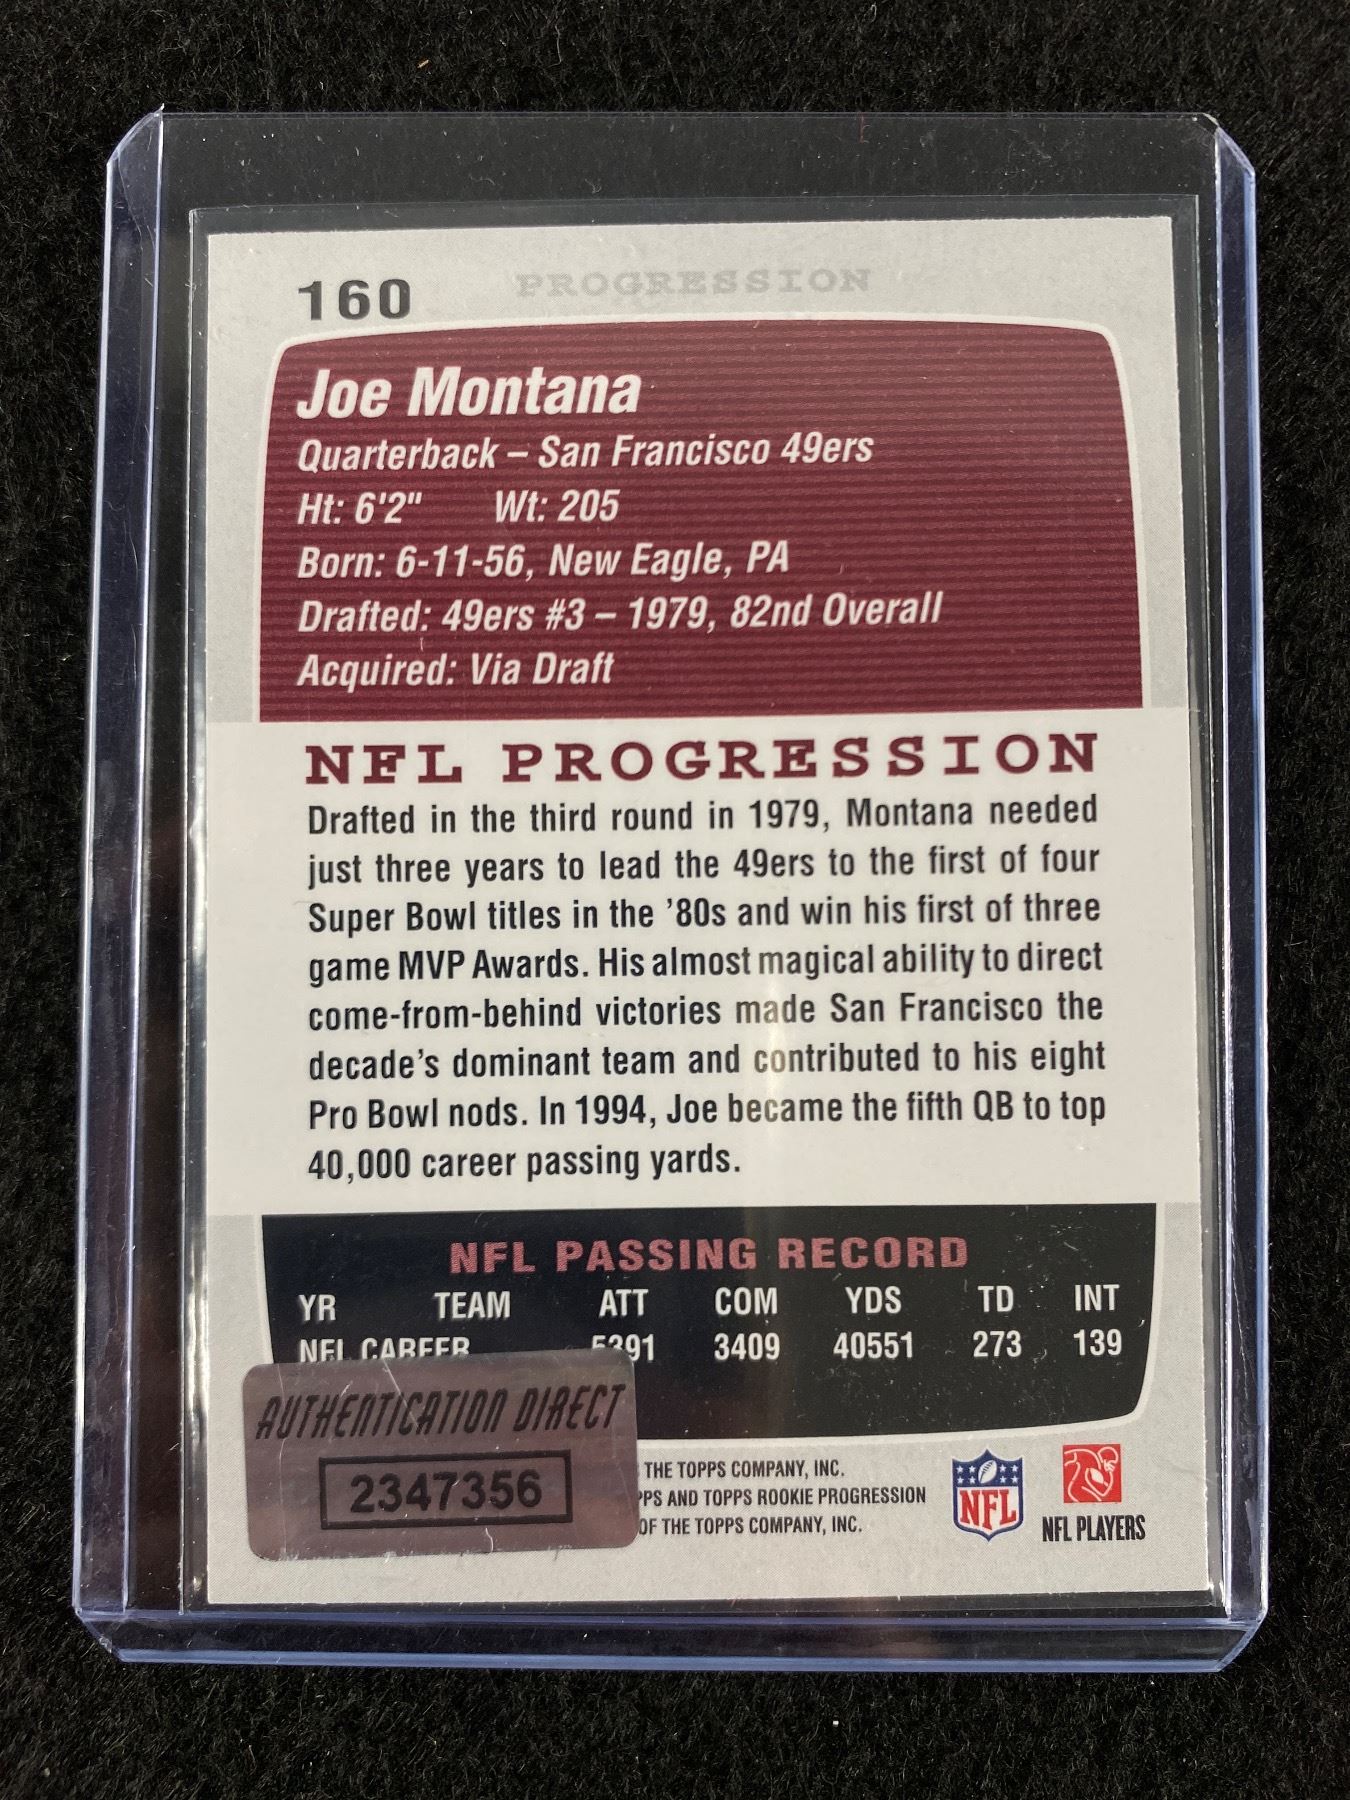 160
PROGRESSION
Joe Montana
Quarterback – San Francisco 49ers
Ht: 6'2" Wt: 205
Born: 6-11-56, New Eagle, PA
Drafted: 49ers #3 – 1979, 82nd Overall
Acquired: Via Draft
NFL PROGRESSION
Drafted in the third round in 1979, Montana needed
just three years to lead the 49ers to the first of four
Super Bowl titles in the ’80s and win his first of three
game MVP Awards. His almost magical ability to direct
come-from-behind victories made San Francisco the
decade’s dominant team and contributed to his eight
Pro Bowl nods. In 1994, Joe became the fifth QB to top
40,000 career passing yards.
NFL PASSING RECORD
YR TEAM ATT COM YDS TD INT
NFL CAREER 5391 3409 40551 273 139
AUTHENTICATION DIRECT
2347356
THE TOPPS COMPANY, INC.
AND TOPPS ROOKIE PROGRESSION
OF THE TOPPS COMPANY, INC.
NFL
NFL PLAYERS